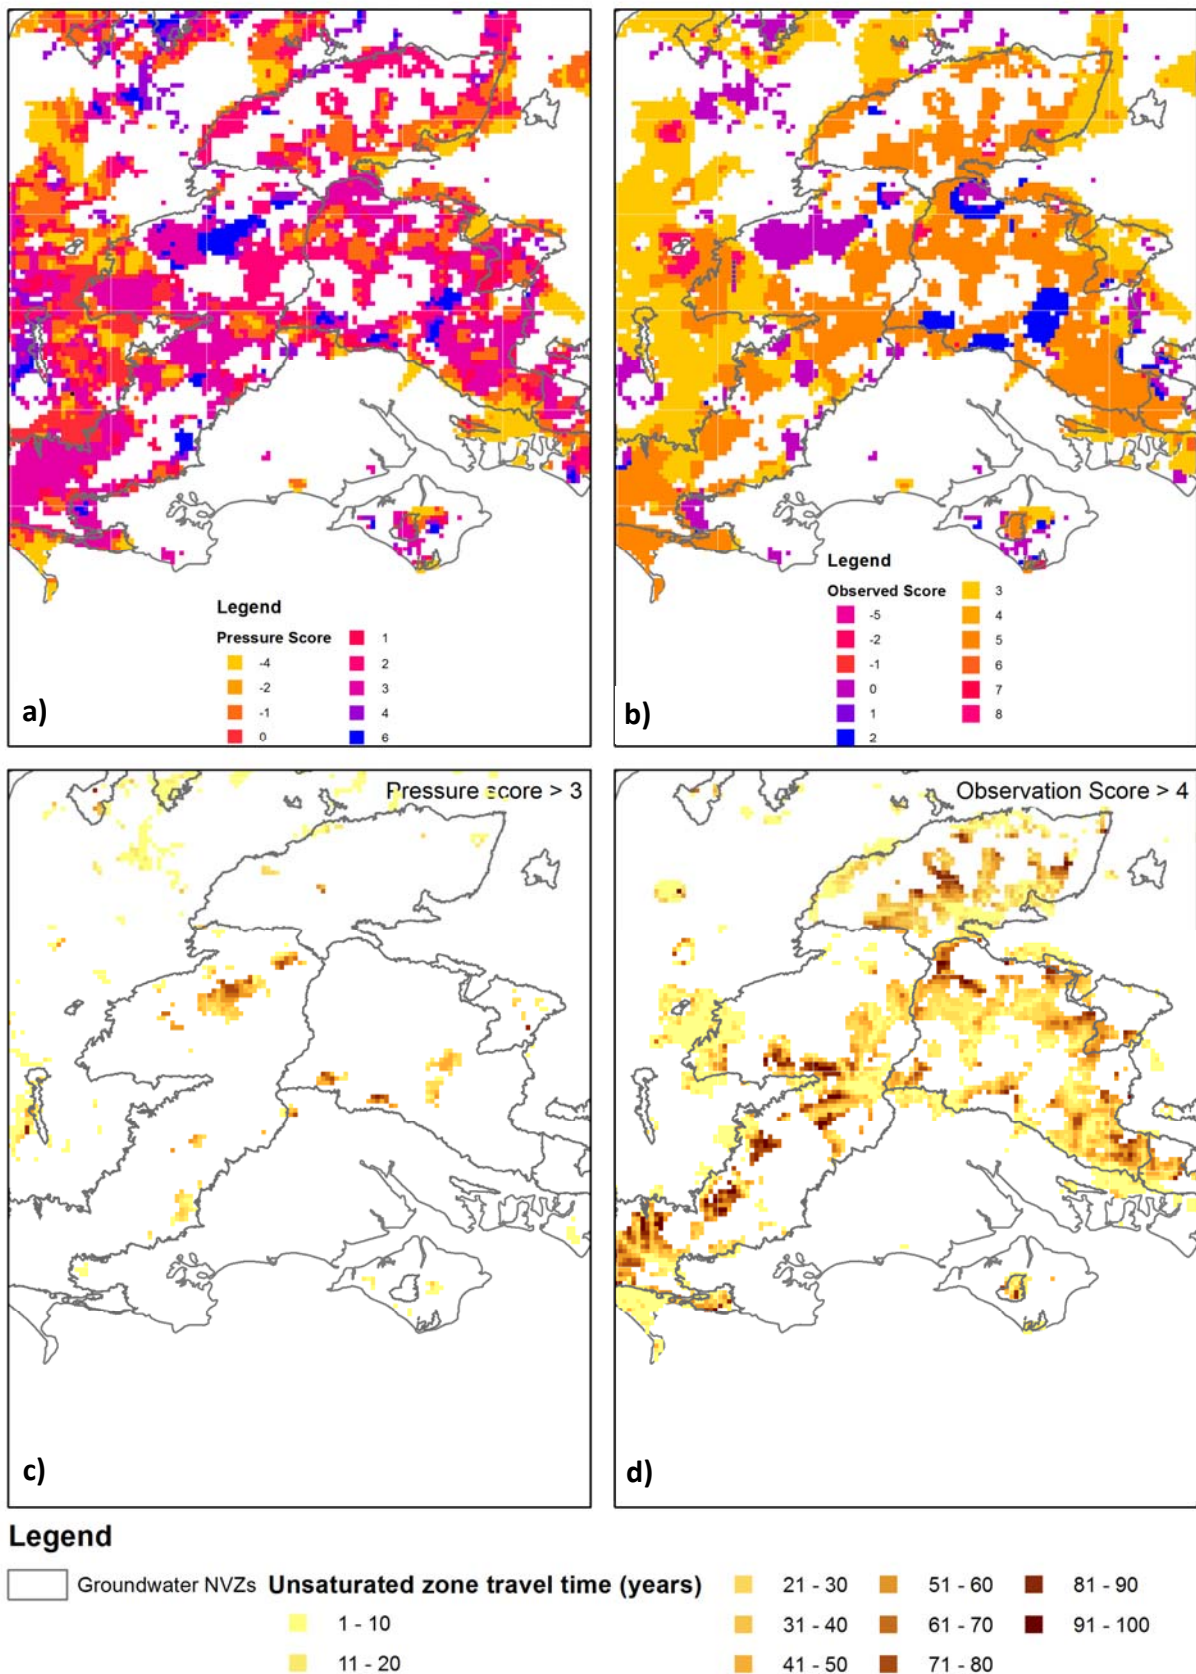 Legend
Pressure Score
-4
-2
-1
0
1
2
3
4
6
a)
Legend
Observed Score
-5
-2
-1
0
1
2
3
4
5
6
7
8
b)
Pressure score > 3
c)
Observation Score > 4
d)
Legend
Groundwater NVZs
Unsaturated zone travel time (years)
1 - 10
11 - 20
21 - 30
31 - 40
41 - 50
51 - 60
61 - 70
71 - 80
81 - 90
91 - 100